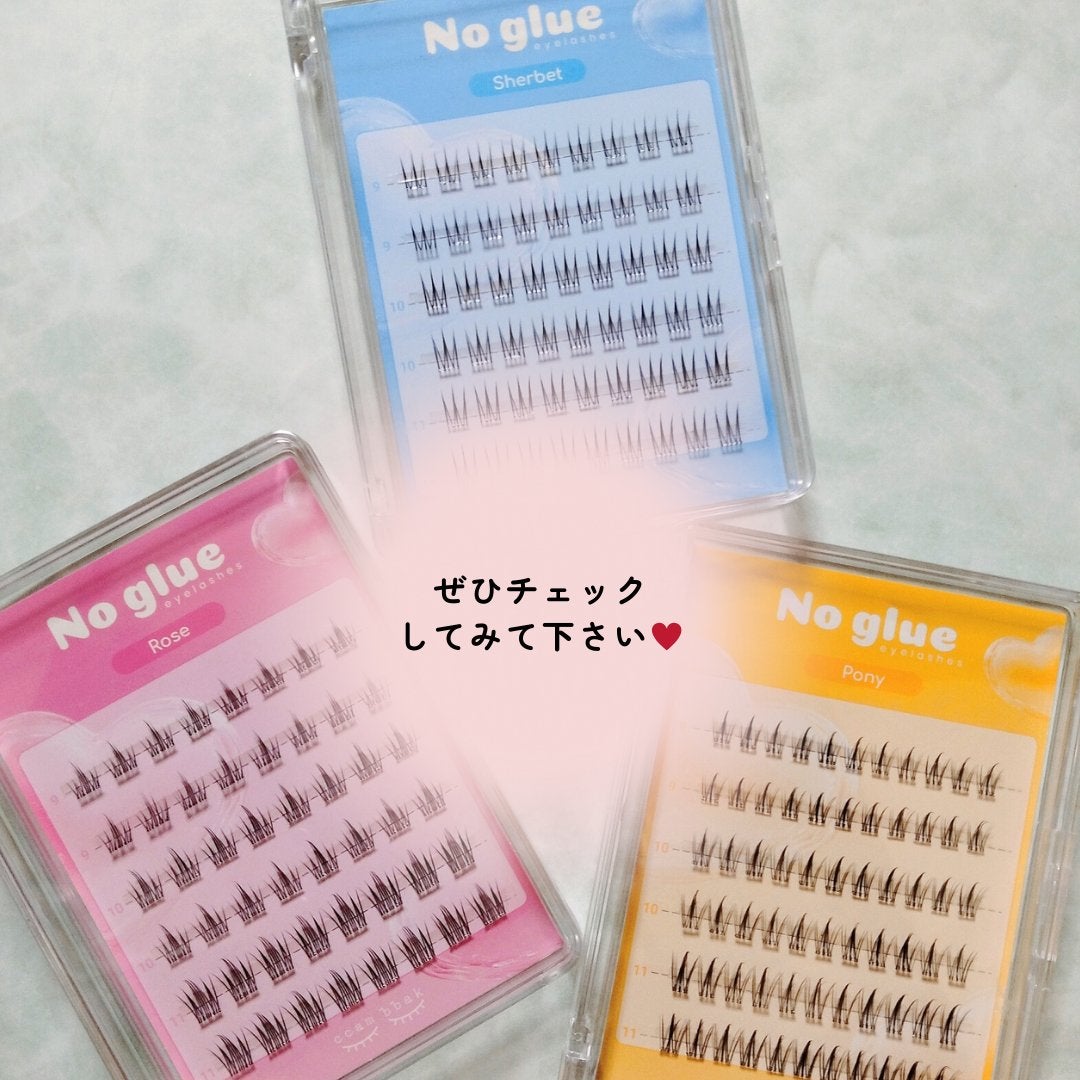 No glue
eyelashes
Sherbet
9
9
10
10
11
No glue
eyelashes
Rose
9
9
10
10
11
11
ccambbak
ぜひチェック
してみて下さい♥
No glue
eyelashes
Pony
9
9
10
10
11
11